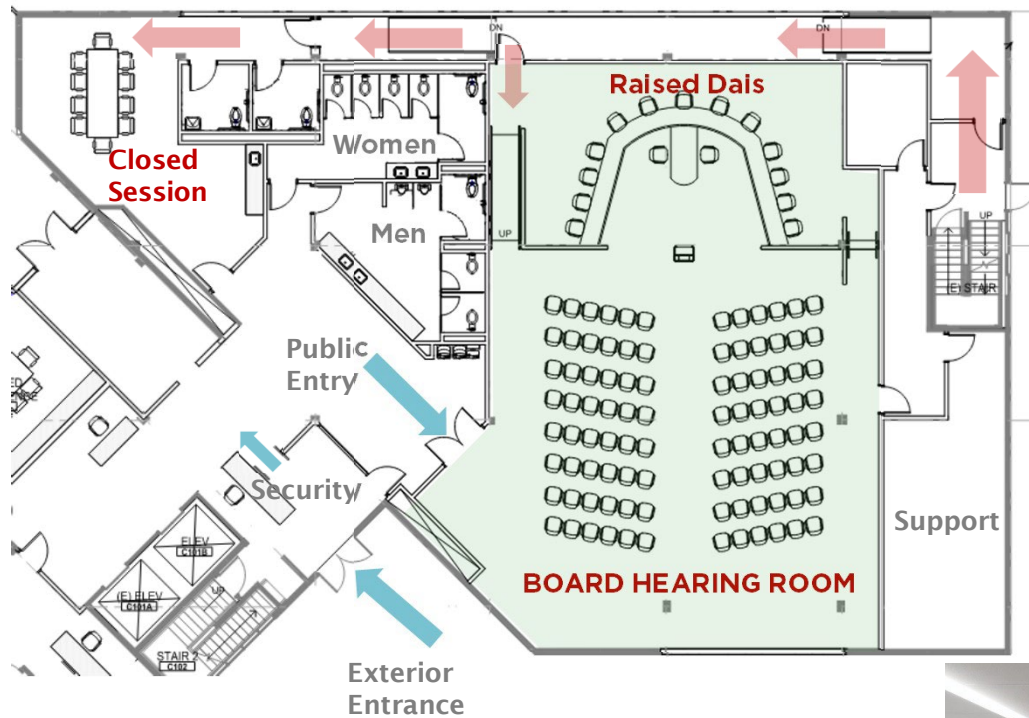 DN
DN
Raised Dais
Women
Closed
Session
Men
UP
UP
(E) STAIR
Public
Entry
Security
Support
ELEV
C101B
BOARD HEARING ROOM
(E) ELEV
C101A
UP
STAIR 2
C102
Exterior
Entrance